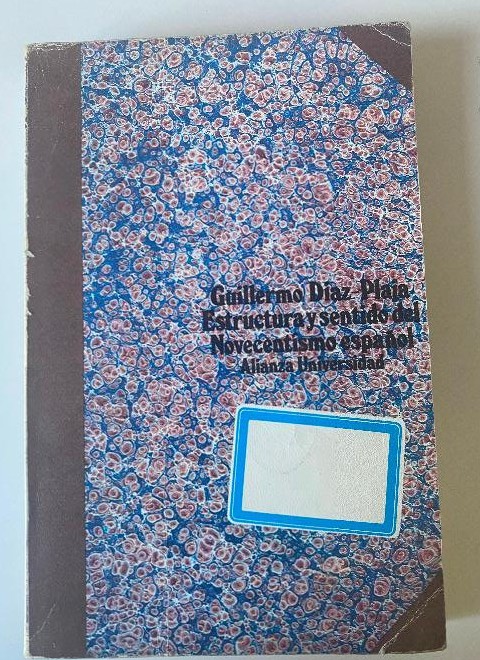 Guillermo Díaz-Plaja
Estructura y sentido del
Novecentismo español
Alianza Universidad